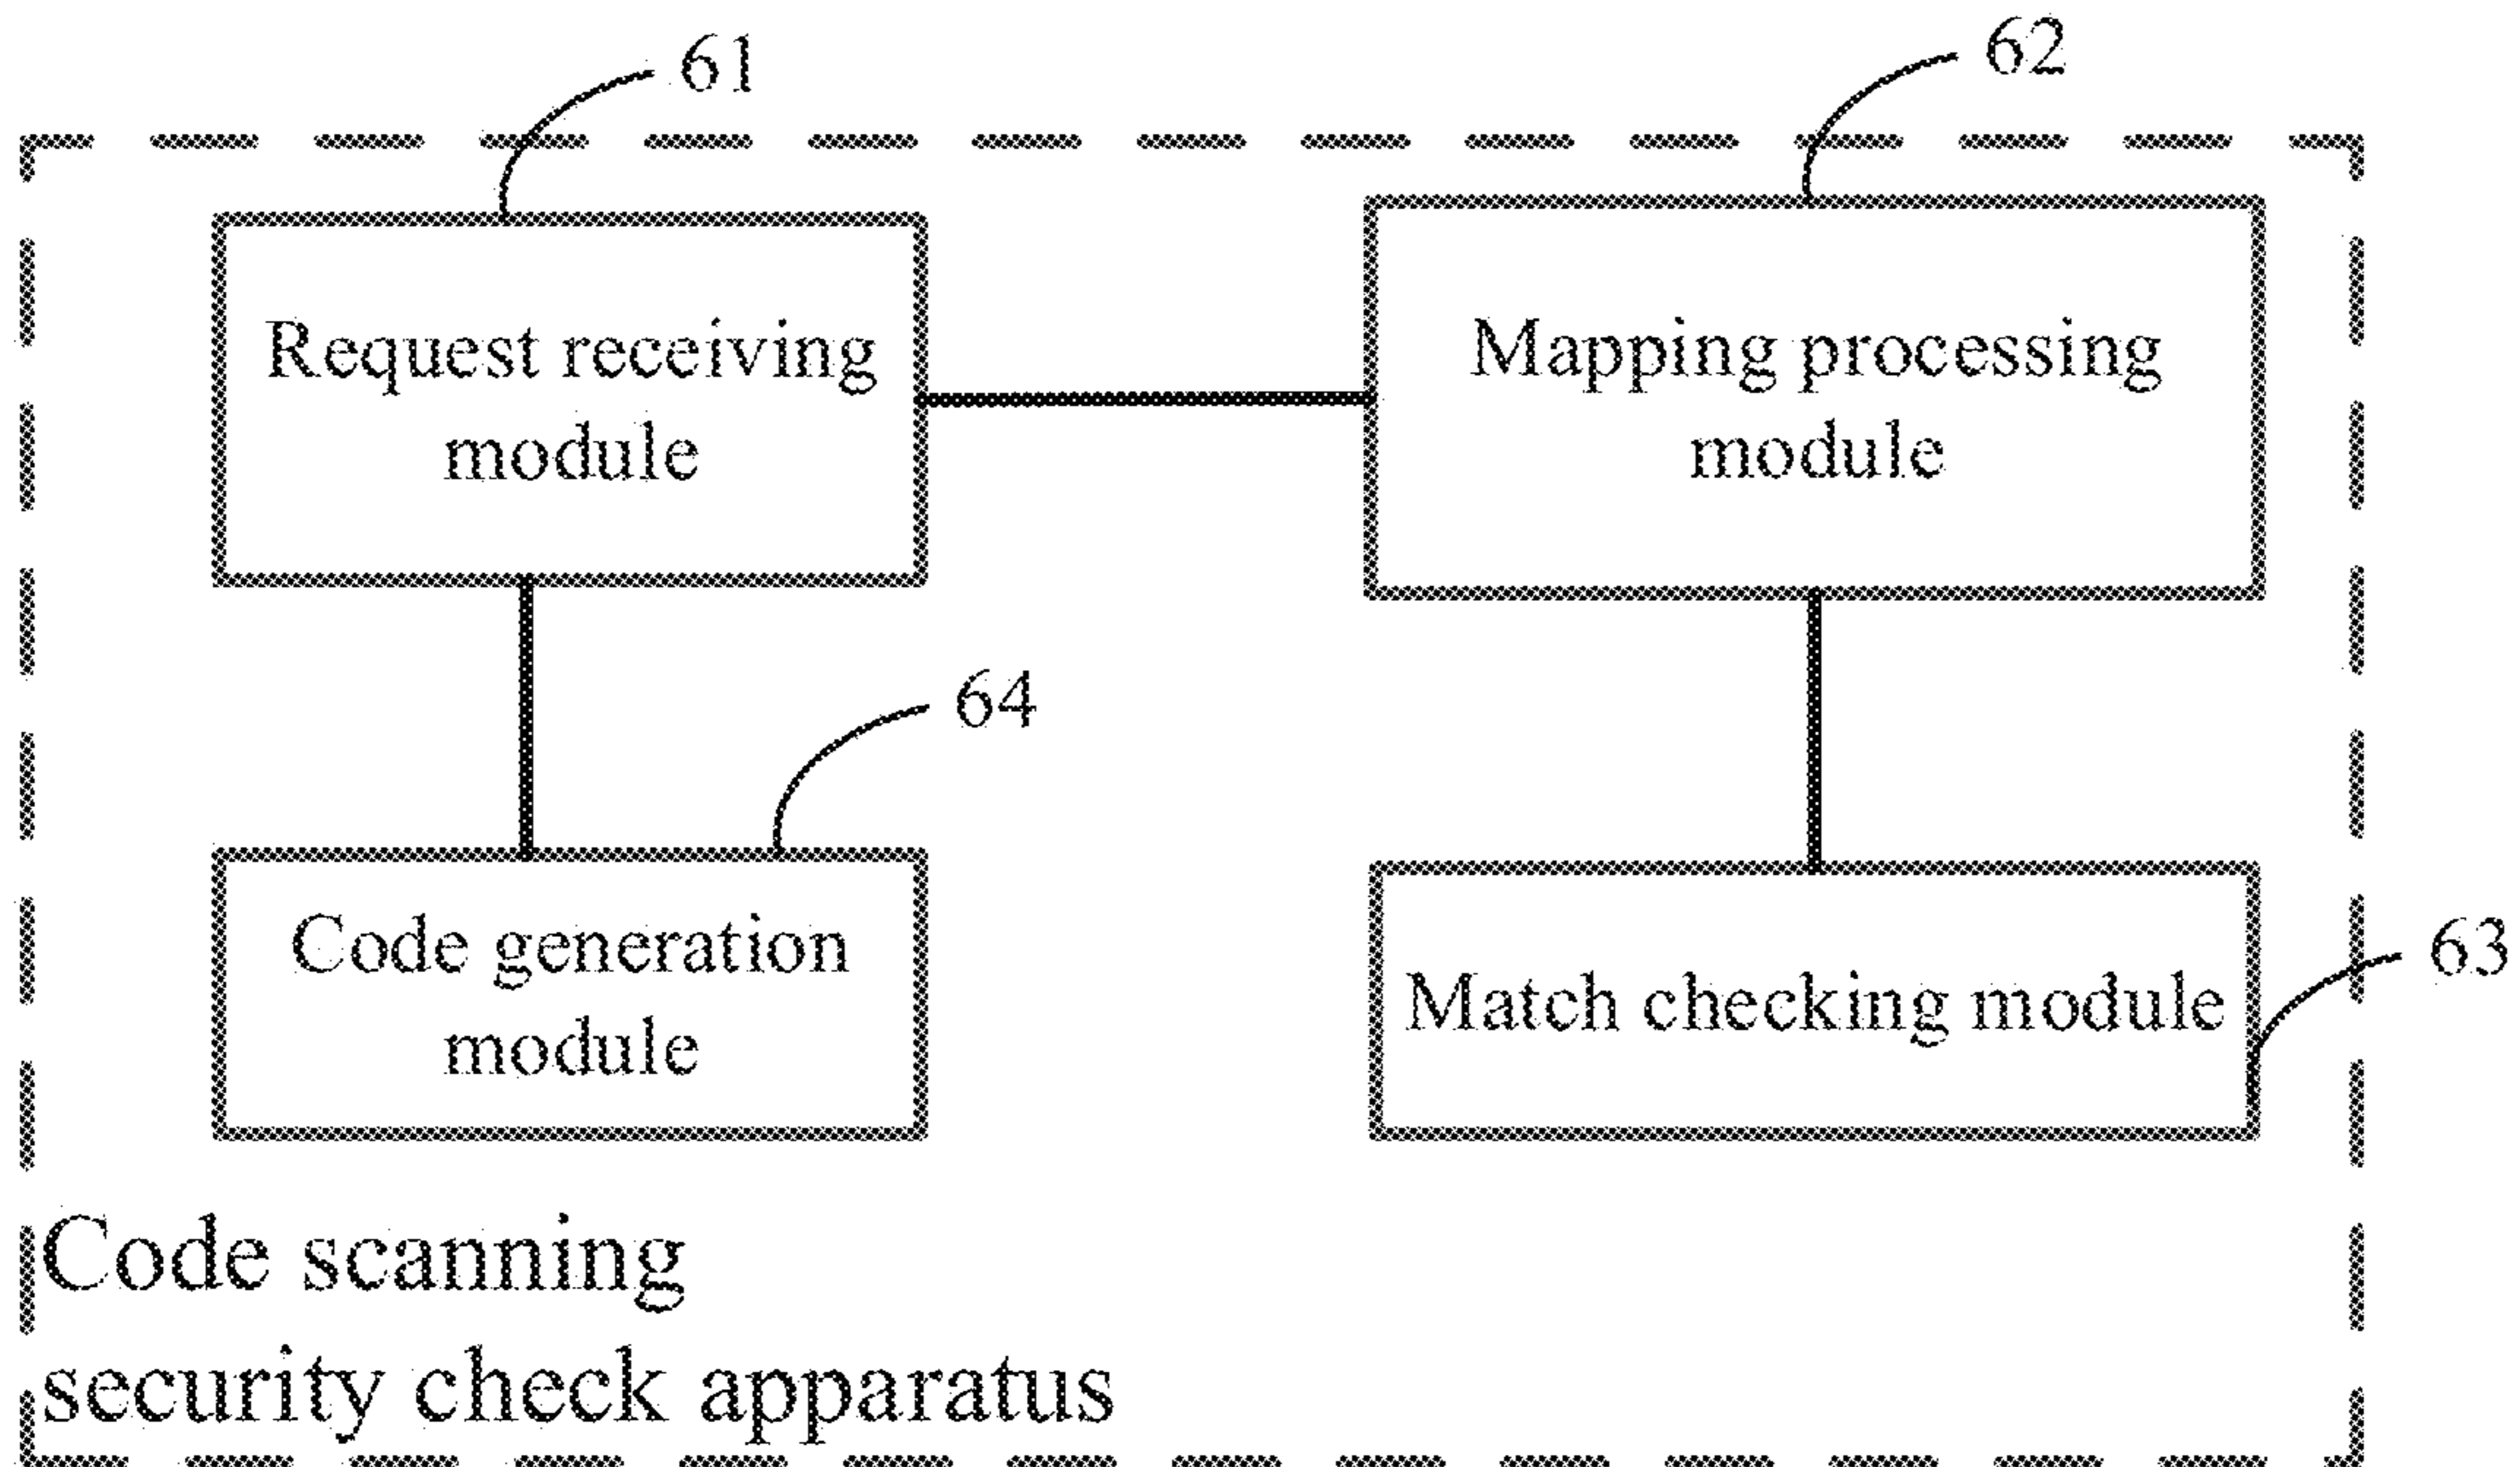 61
62
Request receiving
module
Mapping processing
module
64
Code generation
module
Match checking module
63
Code scanning
security check apparatus